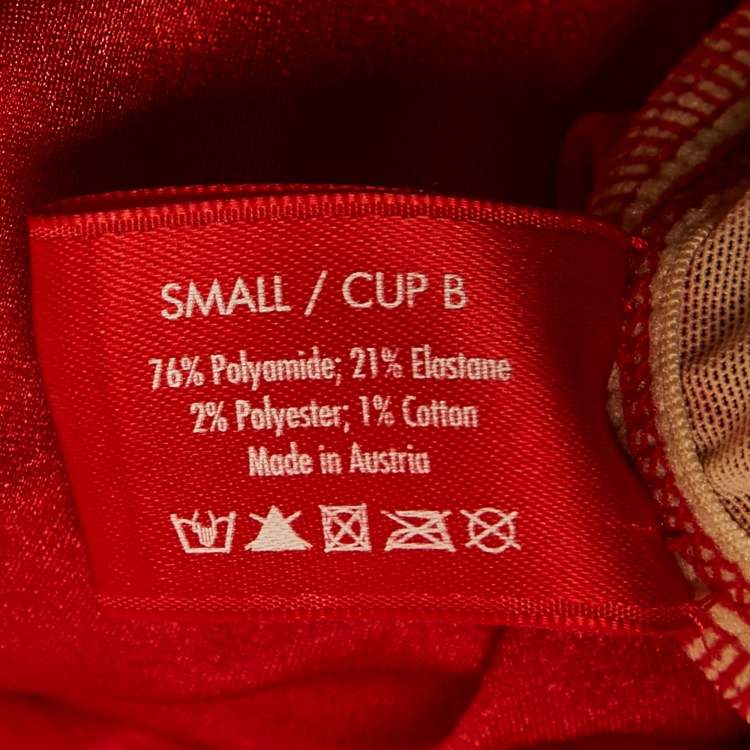 SMALL / CUP B
76% Polyamide; 21% Elastane
2% Polyester; 1% Cotton
Made in Austria